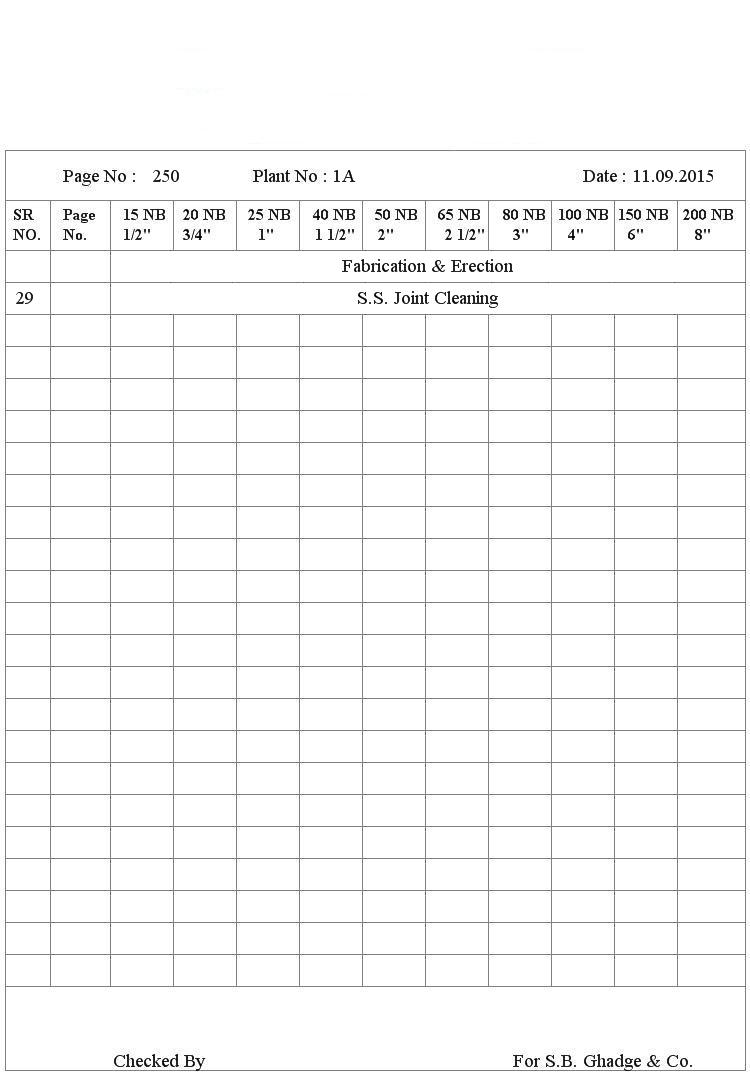 Page No : 250 Plant No : 1A Date : 11.09.2015
SR NO. Page No. 15 NB 1/2" 20 NB 3/4" 25 NB 1" 40 NB 1 1/2" 50 NB 2" 65 NB 2 1/2" 80 NB 3" 100 NB 4" 150 NB 6" 200 NB 8"
Fabrication & Erection
29 S.S. Joint Cleaning
Checked By For S.B. Ghadge & Co.